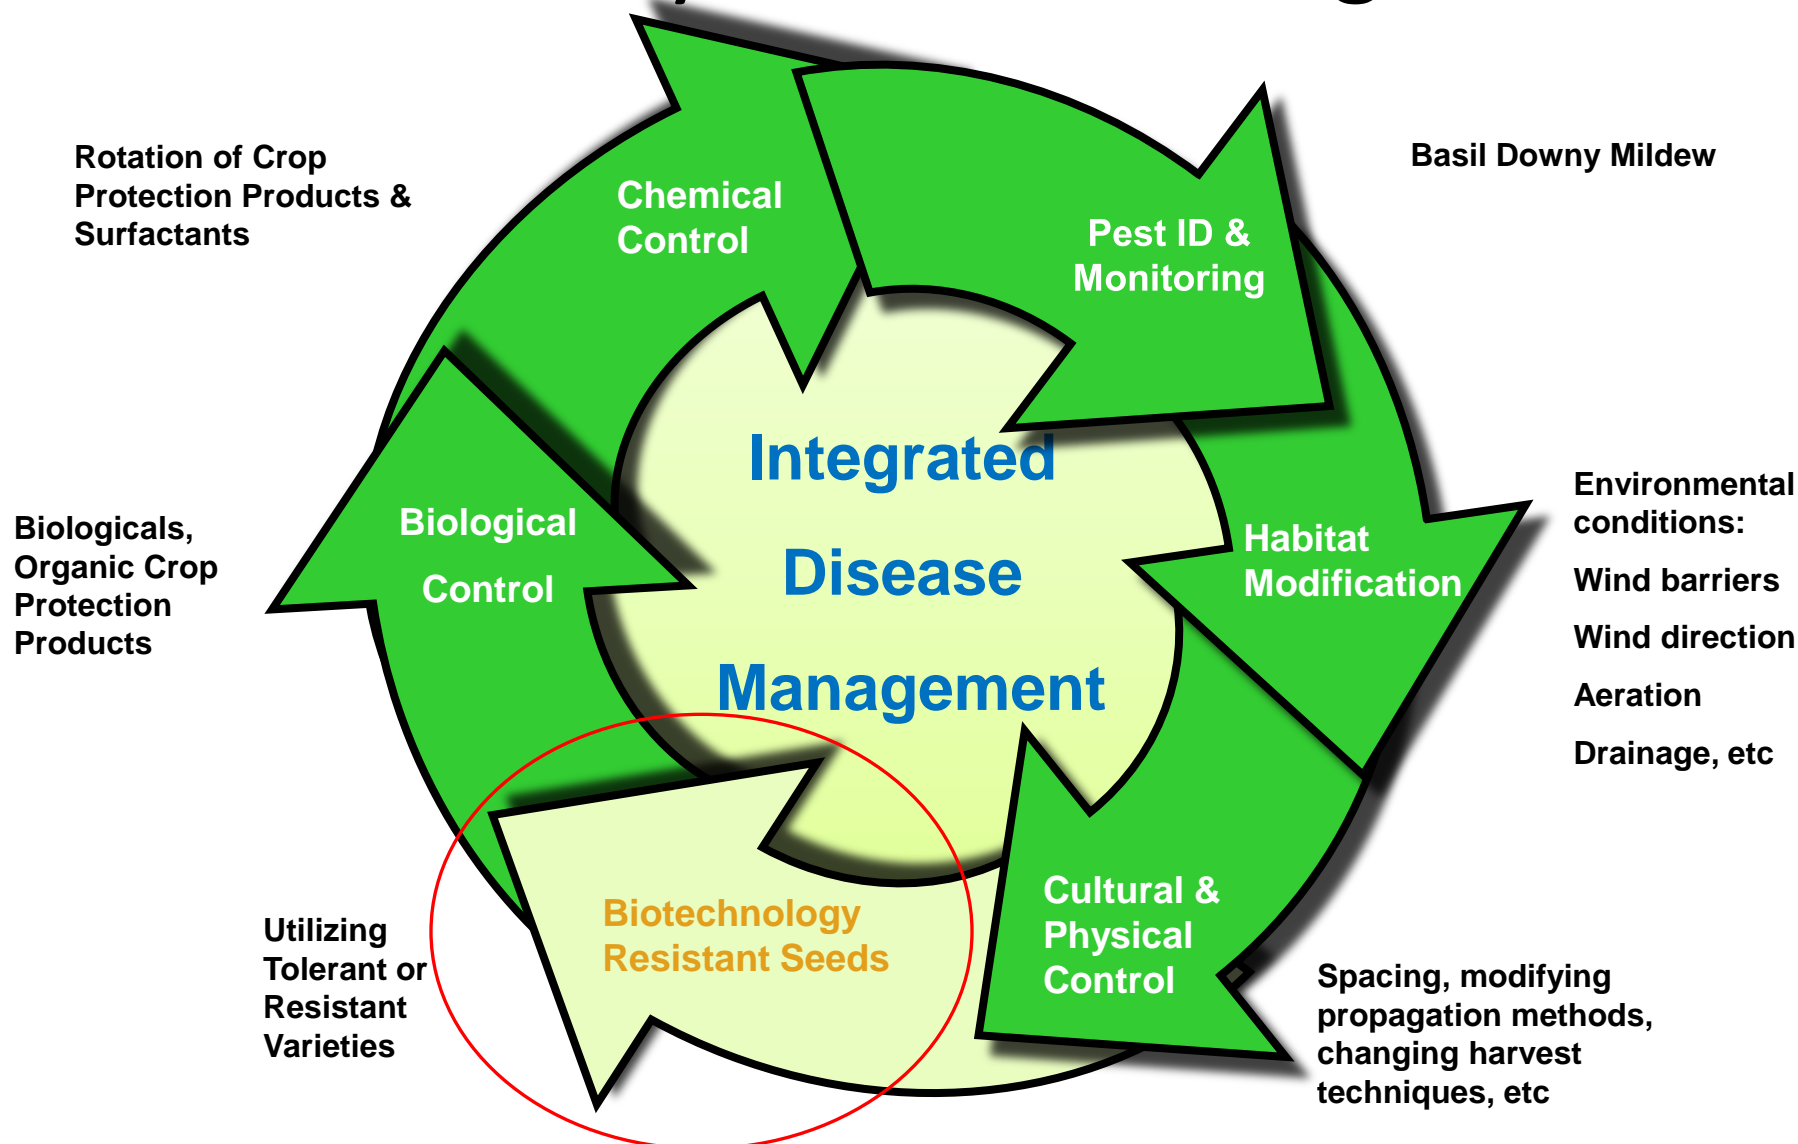 Rotation of Crop
Protection Products &
Surfactants
Chemical
Control
Pest ID &
Monitoring
Basil Downy Mildew
Integrated
Disease
Management
Biological
Control
Biologicals,
Organic Crop
Protection
Products
Habitat
Modification
Environmental
conditions:
Wind barriers
Wind direction
Aeration
Drainage, etc
Biotechnology
Resistant Seeds
Utilizing
Tolerant or
Resistant
Varieties
Cultural &
Physical
Control
Spacing, modifying
propagation methods,
changing harvest
techniques, etc